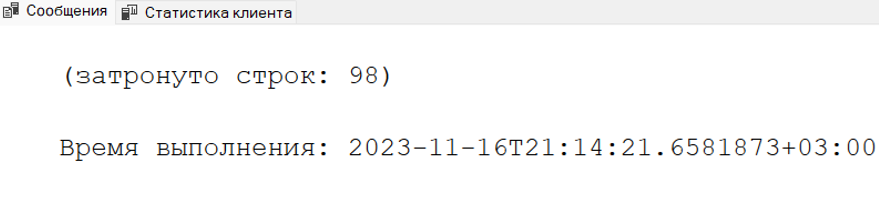 Сообщения Статистика клиента
(затронуто строк: 98)
Время выполнения: 2023-11-16T21:14:21.6581873+03:00